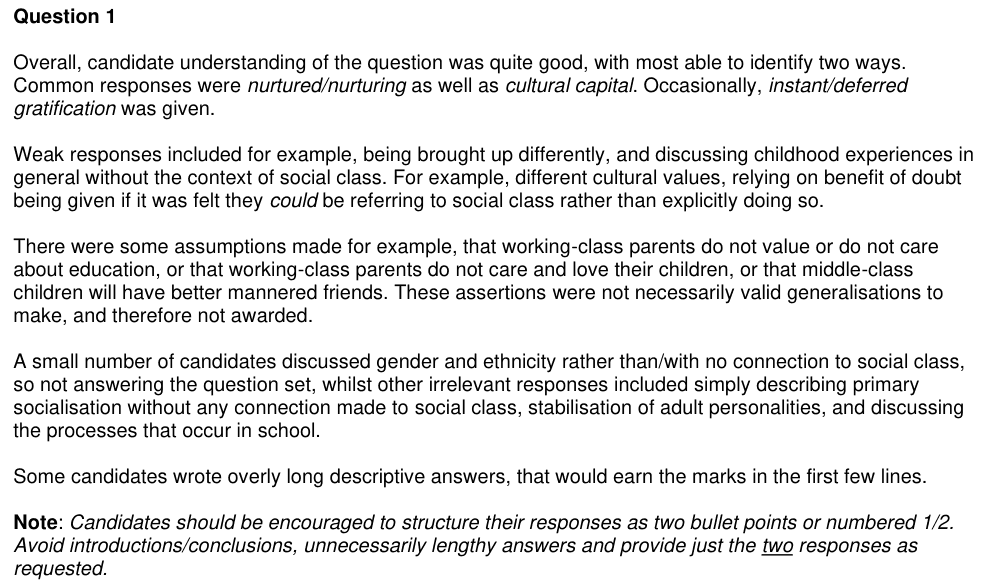 Question 1
Overall, candidate understanding of the question was quite good, with most able to identify two ways.
Common responses were nurtured/nurturing as well as cultural capital. Occasionally, instant/deferred
gratification was given.
Weak responses included for example, being brought up differently, and discussing childhood experiences in
general without the context of social class. For example, different cultural values, relying on benefit of doubt
being given if it was felt they could be referring to social class rather than explicitly doing so.
There were some assumptions made for example, that working-class parents do not value or do not care
about education, or that working-class parents do not care and love their children, or that middle-class
children will have better mannered friends. These assertions were not necessarily valid generalisations to
make, and therefore not awarded.
A small number of candidates discussed gender and ethnicity rather than/with no connection to social class,
so not answering the question set, whilst other irrelevant responses included simply describing primary
socialisation without any connection made to social class, stabilisation of adult personalities, and discussing
the processes that occur in school.
Some candidates wrote overly long descriptive answers, that would earn the marks in the first few lines.
Note: Candidates should be encouraged to structure their responses as two bullet points or numbered 1/2.
Avoid introductions/conclusions, unnecessarily lengthy answers and provide just the two responses as
requested.